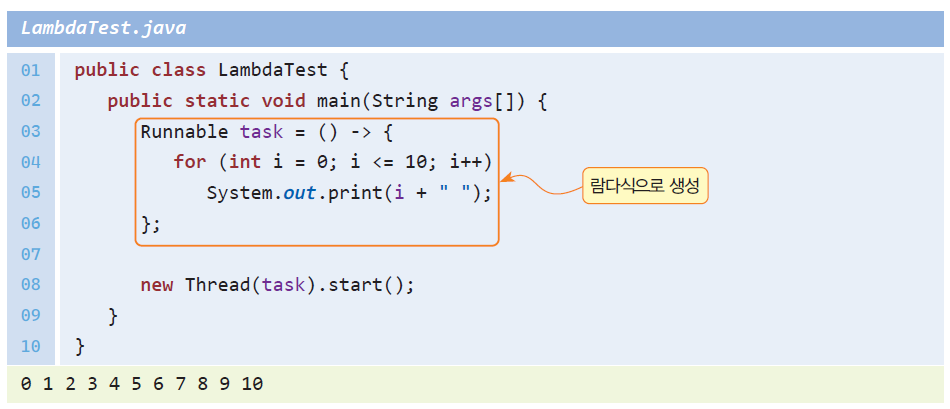 LambdaTest.java
01 public class LambdaTest {
02 public static void main(String args[]) {
03 Runnable task = () -> {
04 for (int i = 0; i <= 10; i++)
05 System.out.print(i + " ");
람다식으로 생성
06 };
07
08 new Thread(task).start();
09 }
10 }
0 1 2 3 4 5 6 7 8 9 10